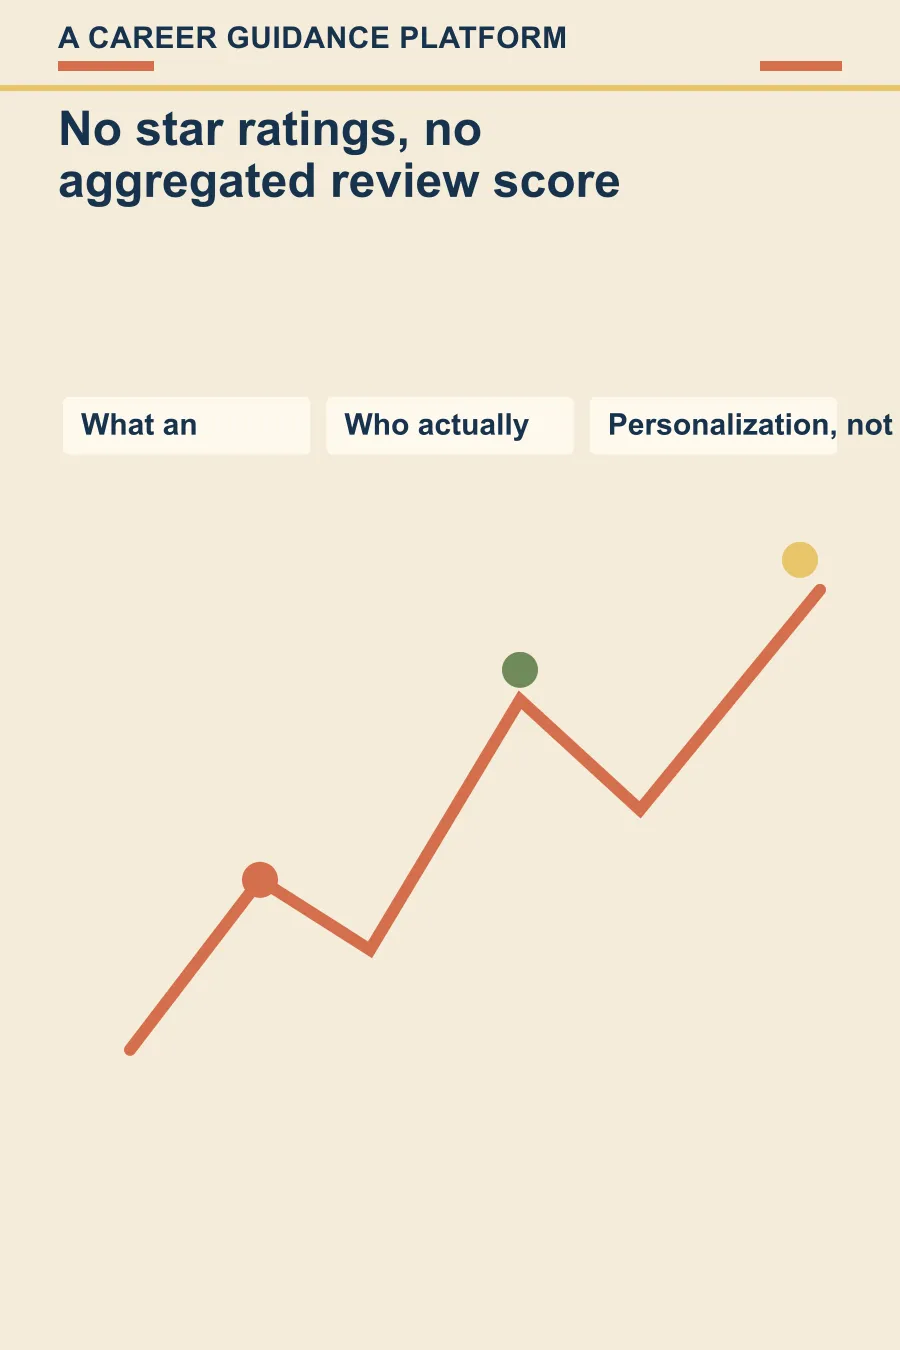 A CAREER GUIDANCE PLATFORM
No star ratings, no
aggregated review score
What an
Who actually
Personalization, not